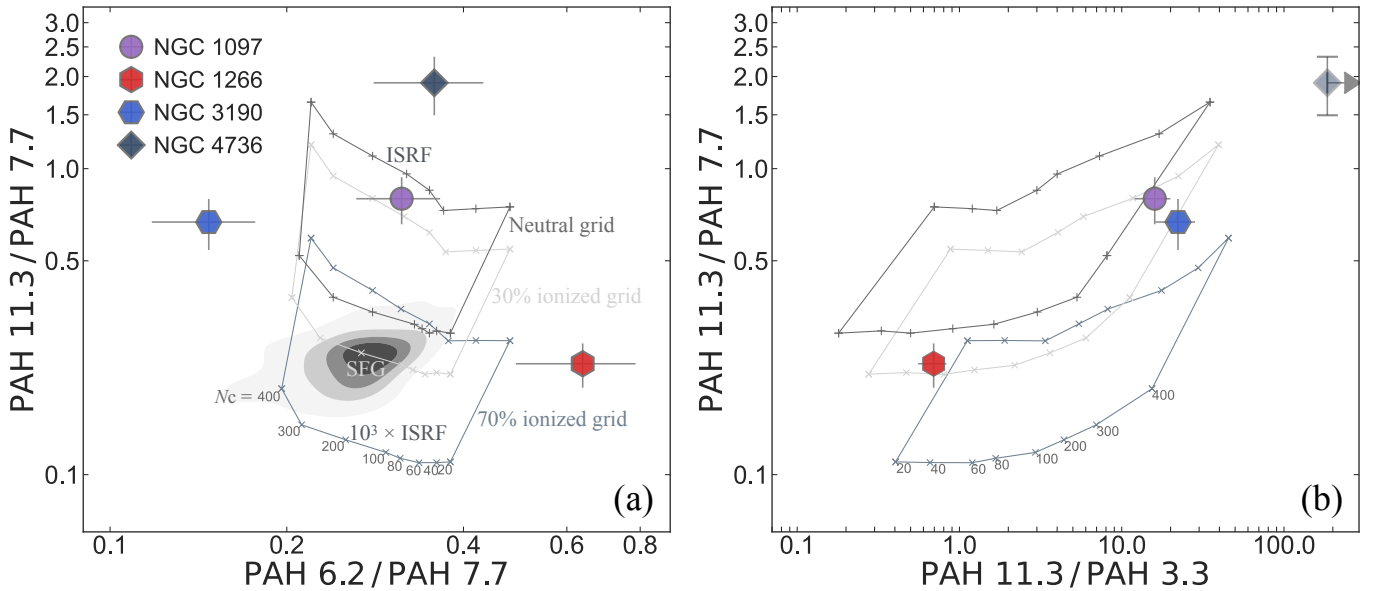 3.0
2.5
2.0
1.5
1.0
0.5
0.1
PAH 11.3 / PAH 7.7
NGC 1097
NGC 1266
NGC 3190
NGC 4736
ISRF
Neutral grid
30% ionized grid
SFG
70% ionized grid
Nc = 400
300
200
100
80
60
40
20
10³ × ISRF
(a)
0.1
0.2
0.4
0.6
0.8
PAH 6.2 / PAH 7.7
3.0
2.5
2.0
1.5
1.0
0.5
0.1
PAH 11.3 / PAH 7.7
400
300
200
100
80
60
40
20
(b)
0.1
1.0
10.0
100.0
PAH 11.3 / PAH 3.3